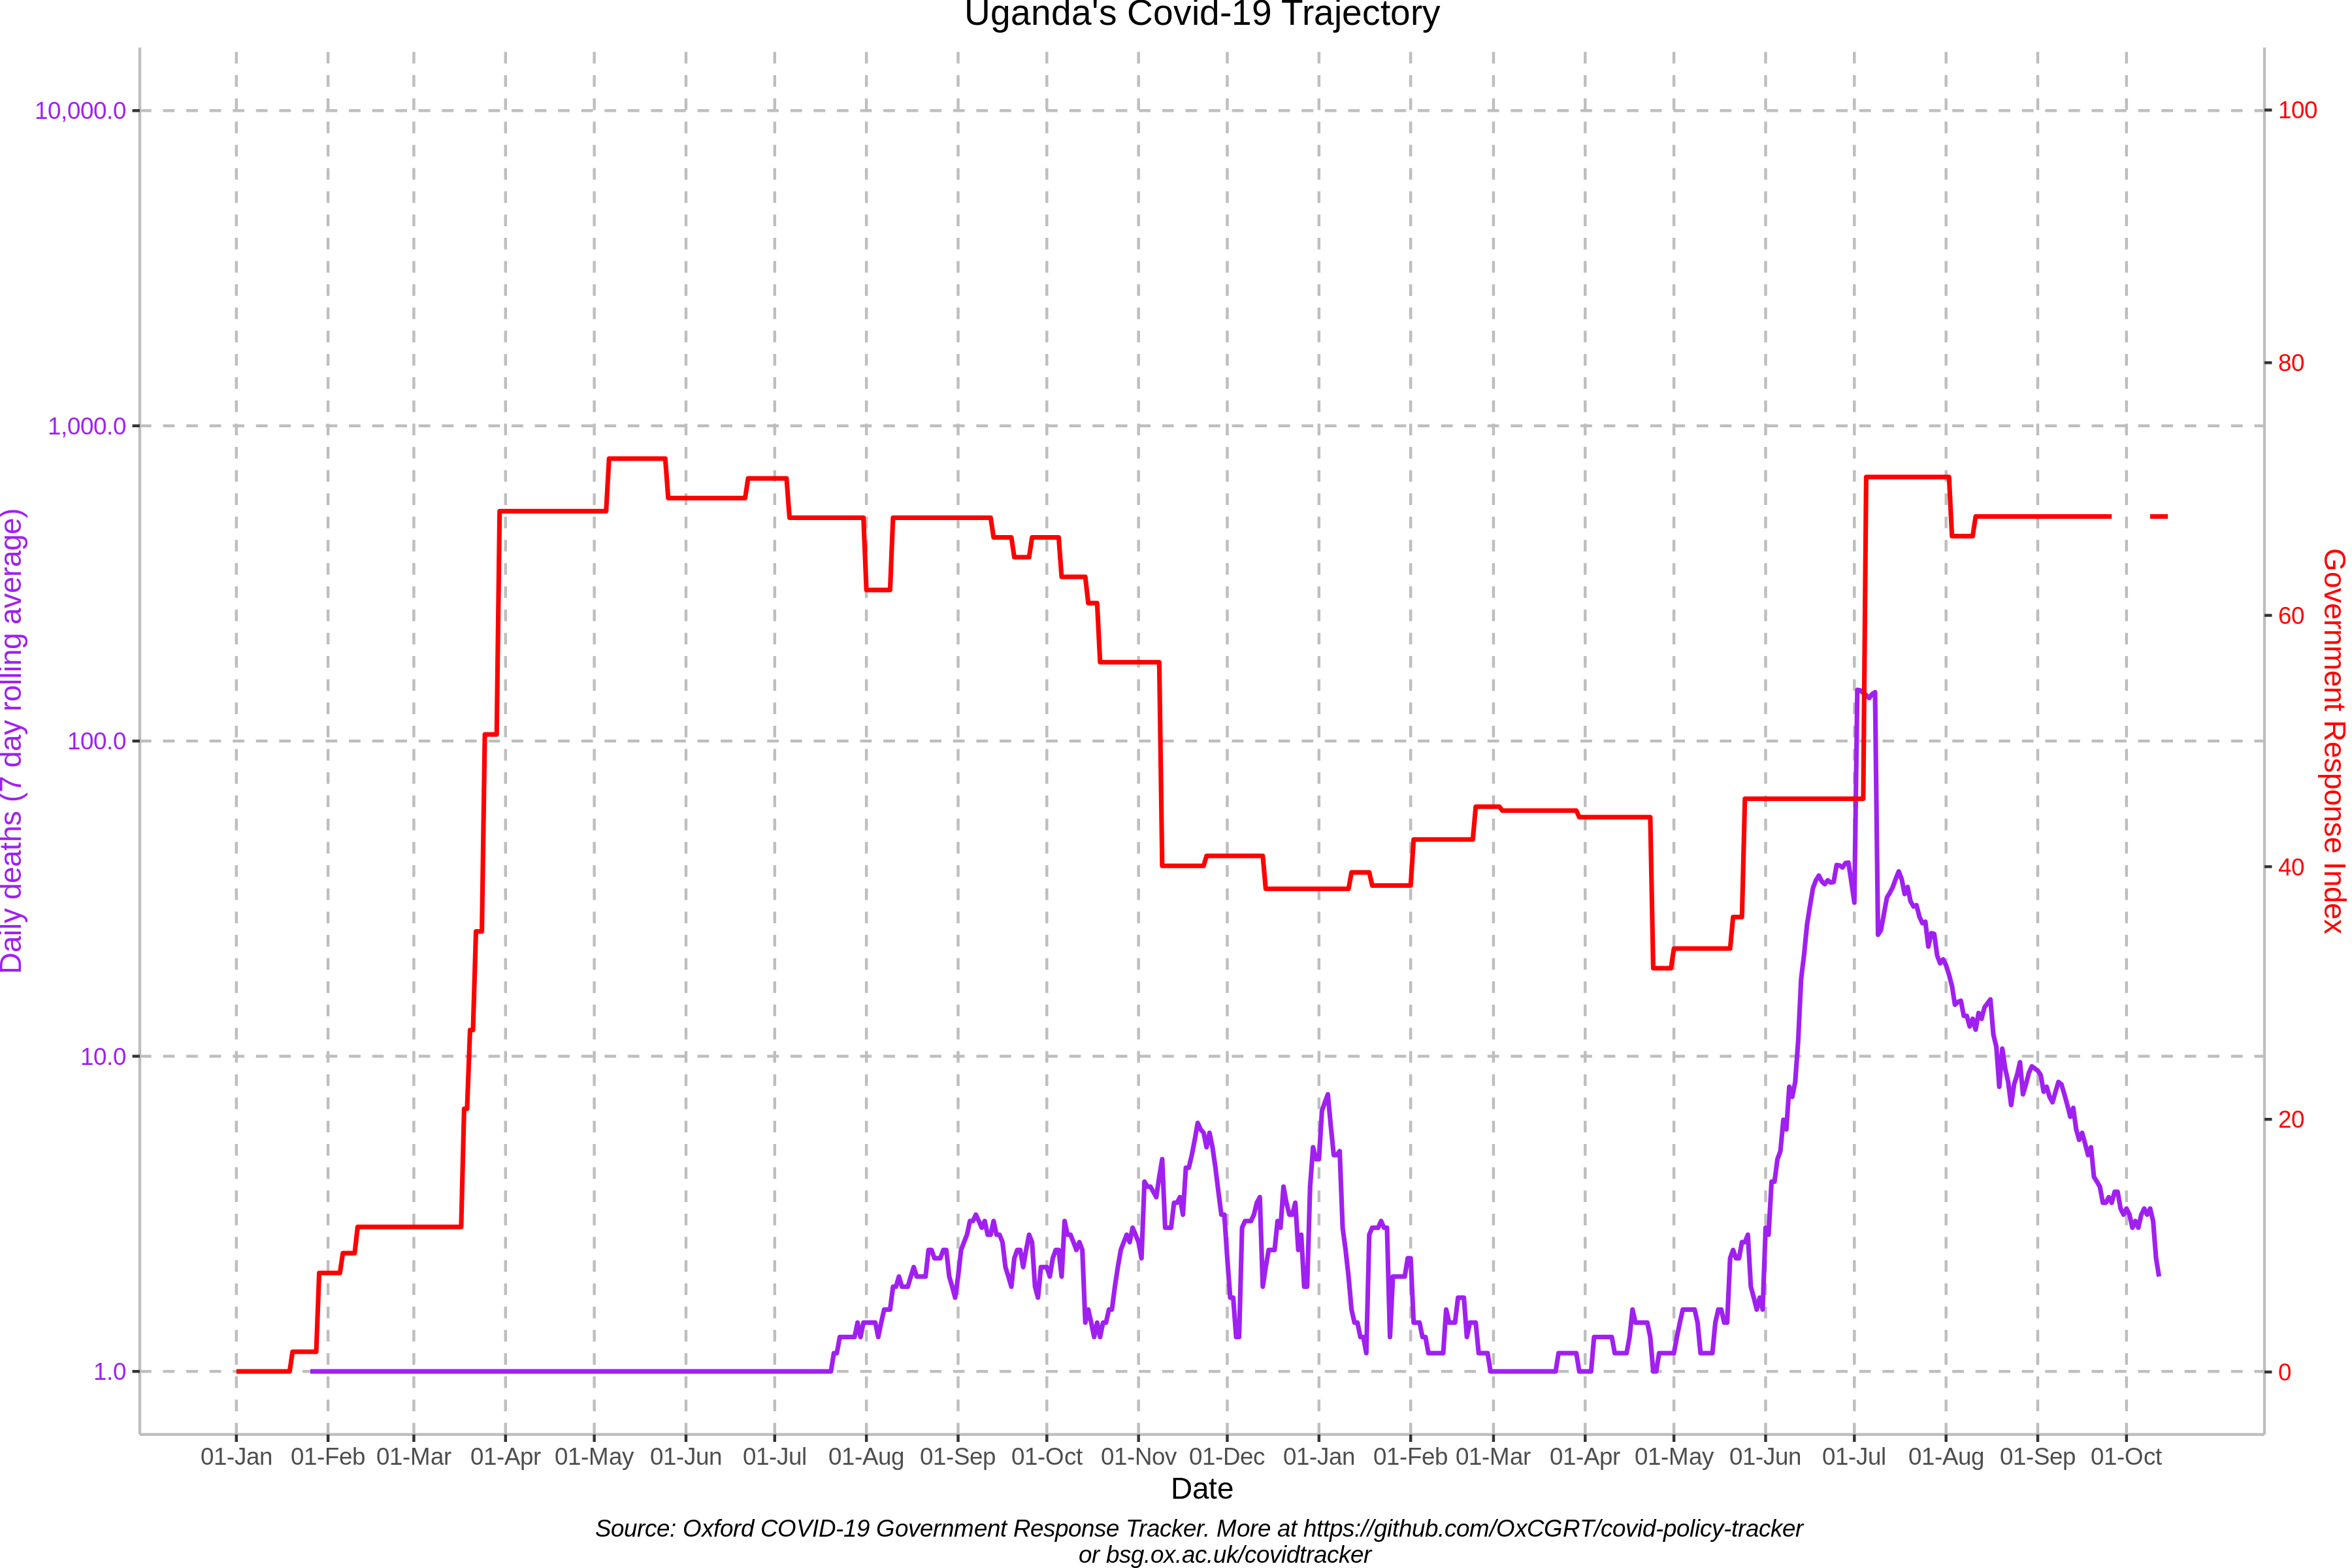 Uganda's Covid-19 Trajectory
10,000.0
1,000.0
100.0
10.0
1.0
Daily deaths (7 day rolling average)
100
80
60
40
20
0
Government Response Index
01-Jan 01-Feb 01-Mar 01-Apr 01-May 01-Jun 01-Jul 01-Aug 01-Sep 01-Oct 01-Nov 01-Dec 01-Jan 01-Feb 01-Mar 01-Apr 01-May 01-Jun 01-Jul 01-Aug 01-Sep 01-Oct
Date
Source: Oxford COVID-19 Government Response Tracker. More at https://github.com/OxCGRT/covid-policy-tracker
or bsg.ox.ac.uk/covidtracker